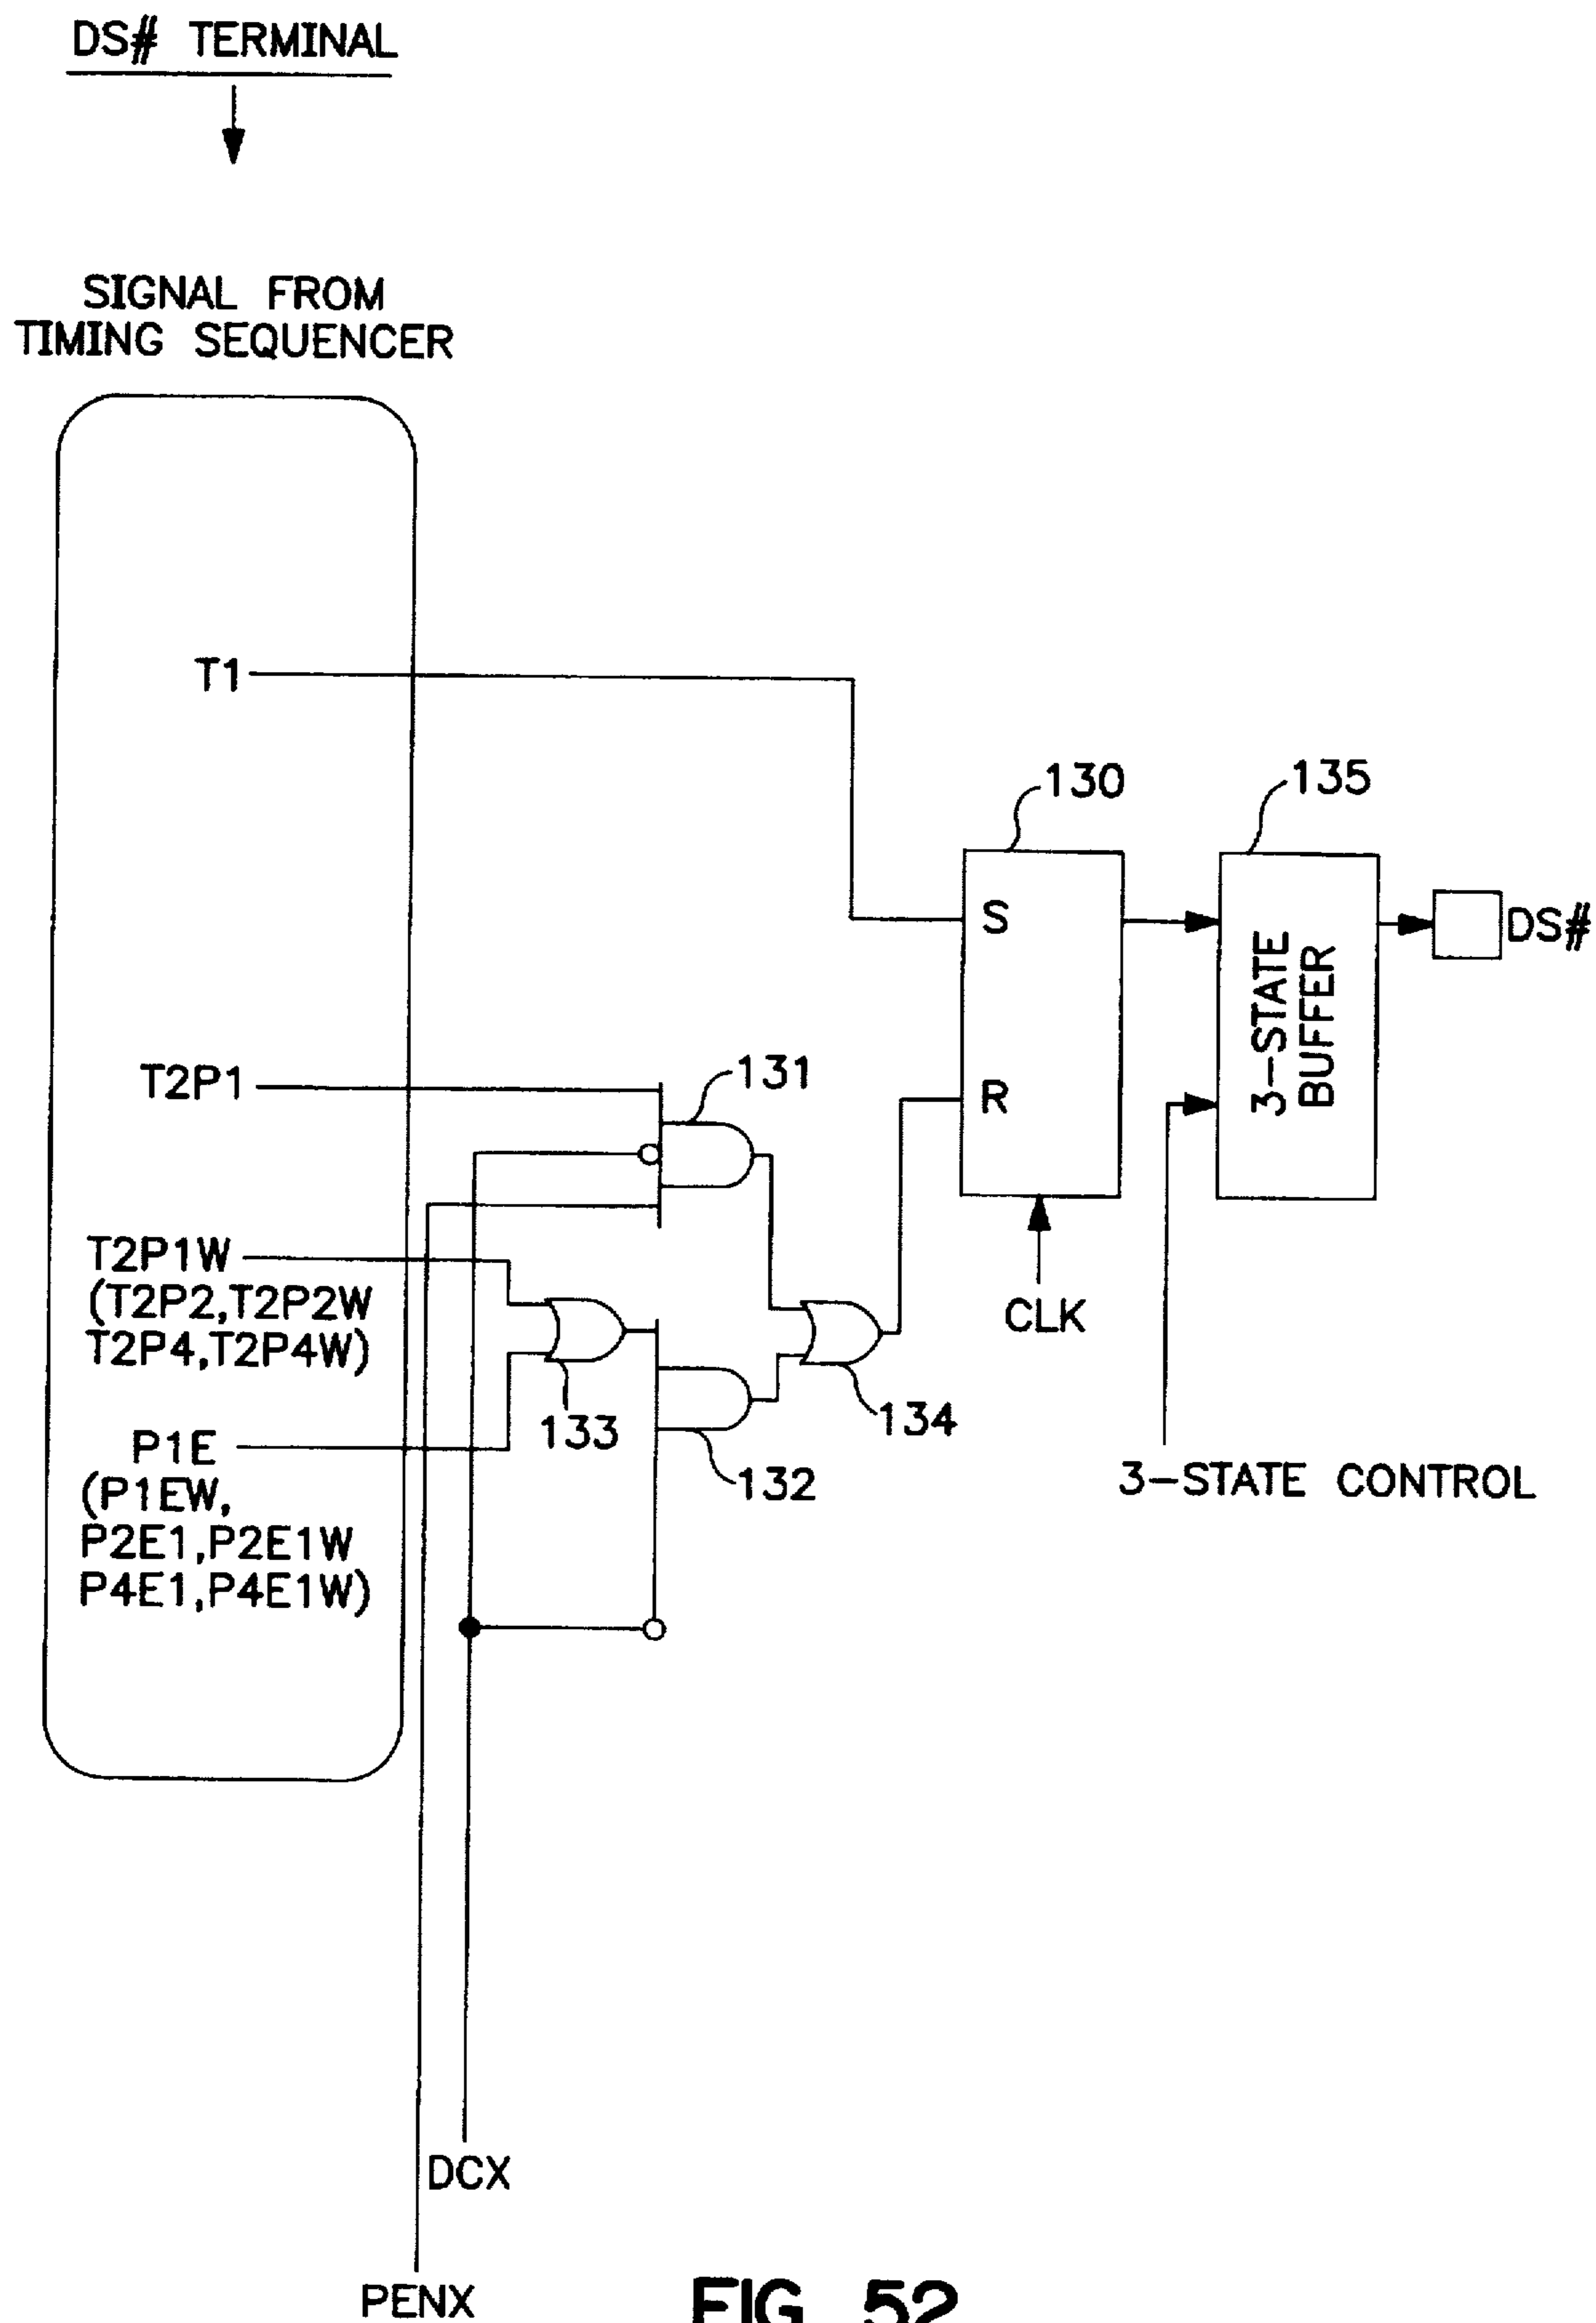 DS# TERMINAL
SIGNAL FROM
TIMING SEQUENCER
T1
130
135
S
DS#
3-STATE
BUFFER
T2P1
131
R
T2P1W
(T2P2,T2P2W
T2P4,T2P4W)
CLK
133
134
P1E
(P1EW,
P2E1,P2E1W
P4E1,P4E1W)
132
3-STATE CONTROL
DCX
PENX
FIG. 52